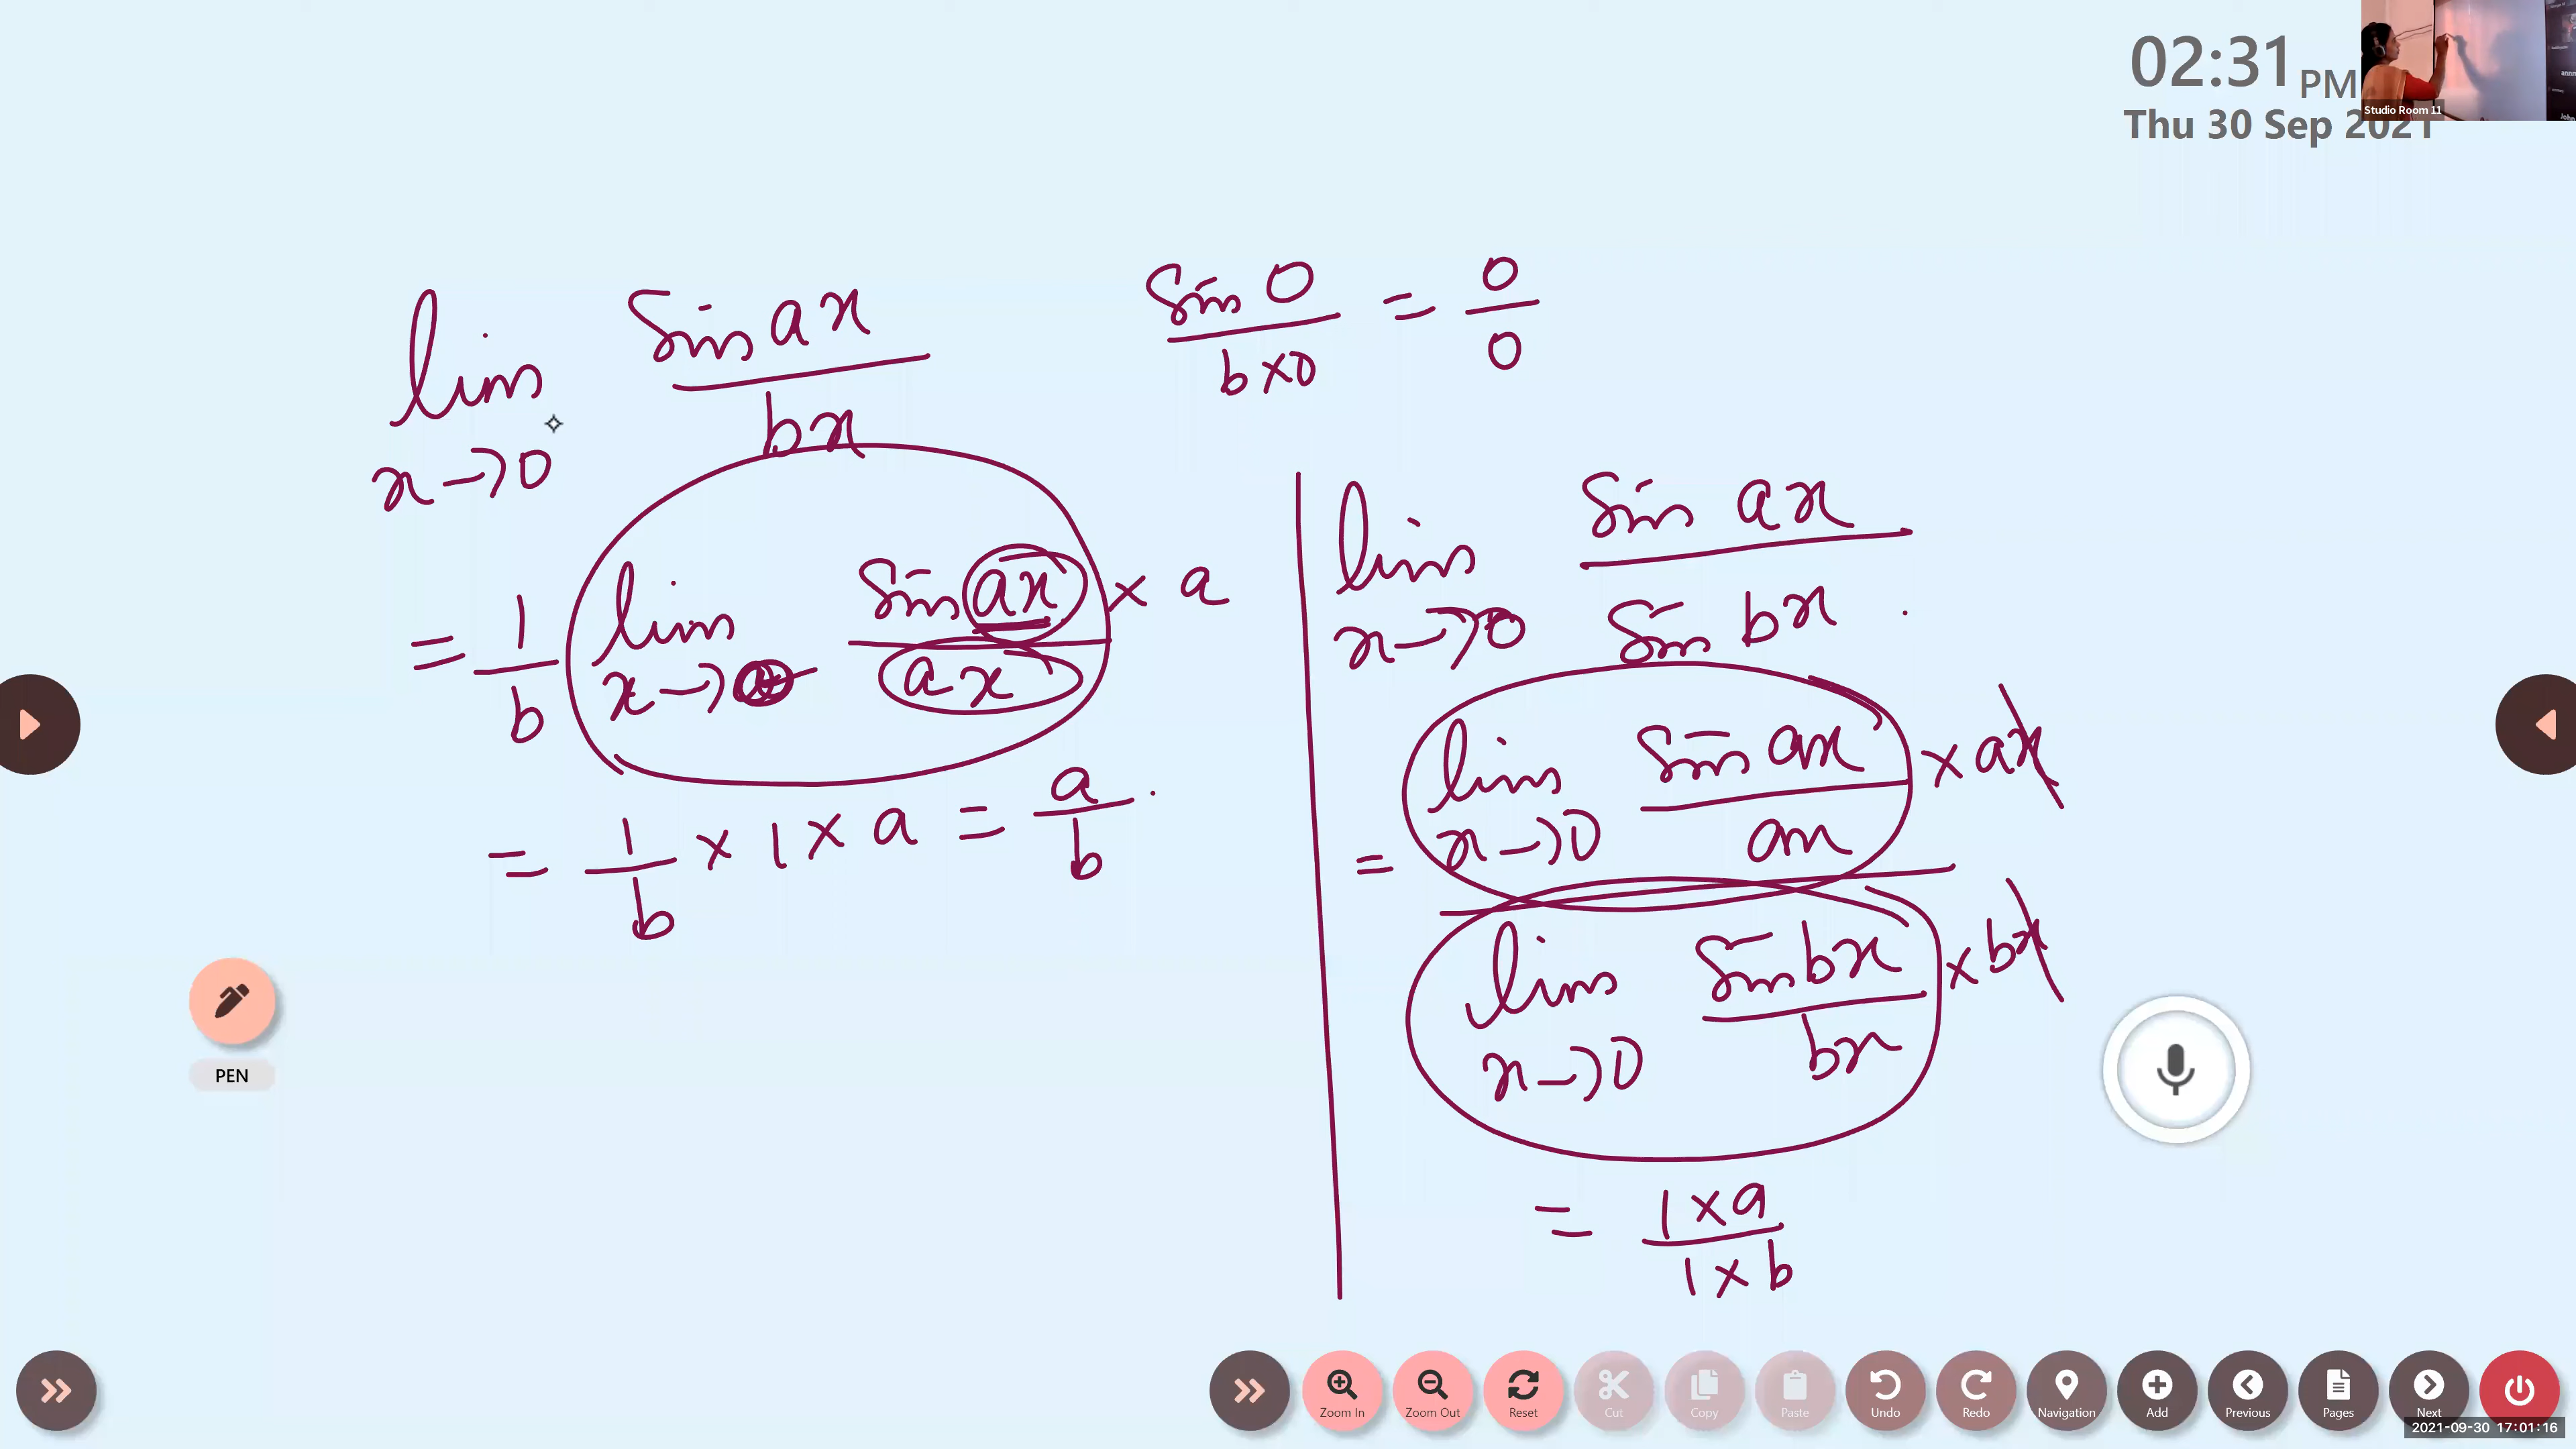 02:31 PM
Thu 30 Sep 2021
Studio Room 11
lim x→0 sin ax / bx
sin 0 / b×0 = 0/0
= 1/b lim x→0 sin ax / ax × a
= 1/b × 1 × a = a/b.
lim x→0 sin ax / sin bx.
= lim x→0 sin ax / ax × ax
lim x→0 sin bx / bx × bx
= 1×a / 1×b
PEN
Zoom In Zoom Out Reset Cut Copy Paste Undo Redo Navigation Add Previous Pages Next
2021-09-30 17:01:16